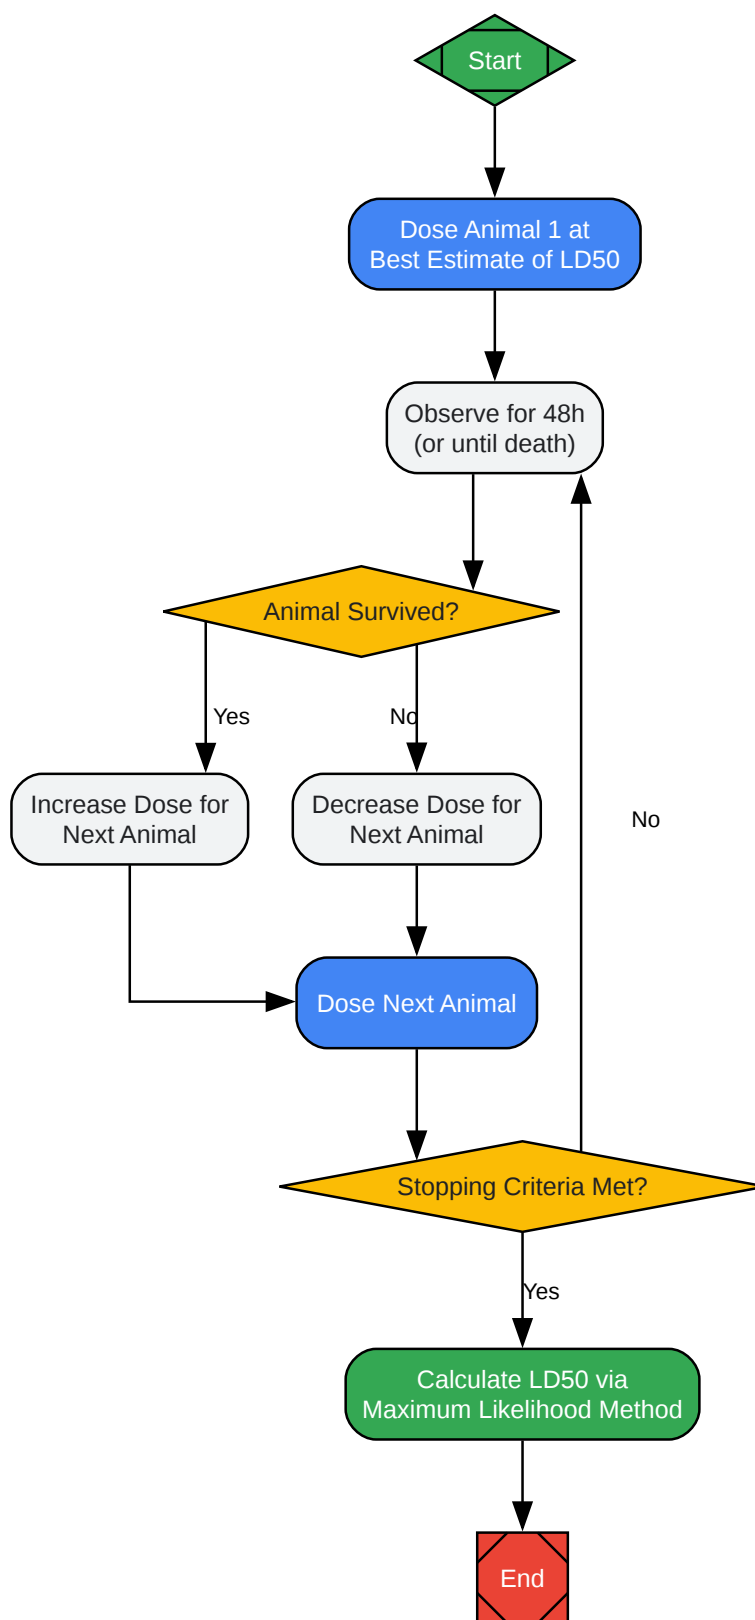 Start
Dose Animal 1 at
Best Estimate of LD50
Observe for 48h
(or until death)
Animal Survived?
Yes
No
Increase Dose for
Next Animal
Decrease Dose for
Next Animal
No
Dose Next Animal
Stopping Criteria Met?
Yes
Calculate LD50 via
Maximum Likelihood Method
End